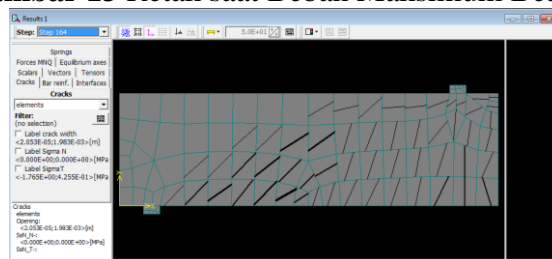 Results 1
Step: Step 164
5.0E+01
Springs
Forces MNQ Equilibrium axes
Scalars Vectors Tensors
Cracks Bar reinf. Interfaces
Cracks
elements
Filter:
(no selection)
Label crack width
<2.053E-05;1.983E-03>[m]
Label Sigma N
<0.000E+00;0.000E+00>[MPa
Label SigmaT
<-1.765E+00;4.255E-01>[MPa
Cracks
elements
Opening:
<2.053E-05;1.983E-03>[m]
<0.000E+00;0.000E+00>[MPa]